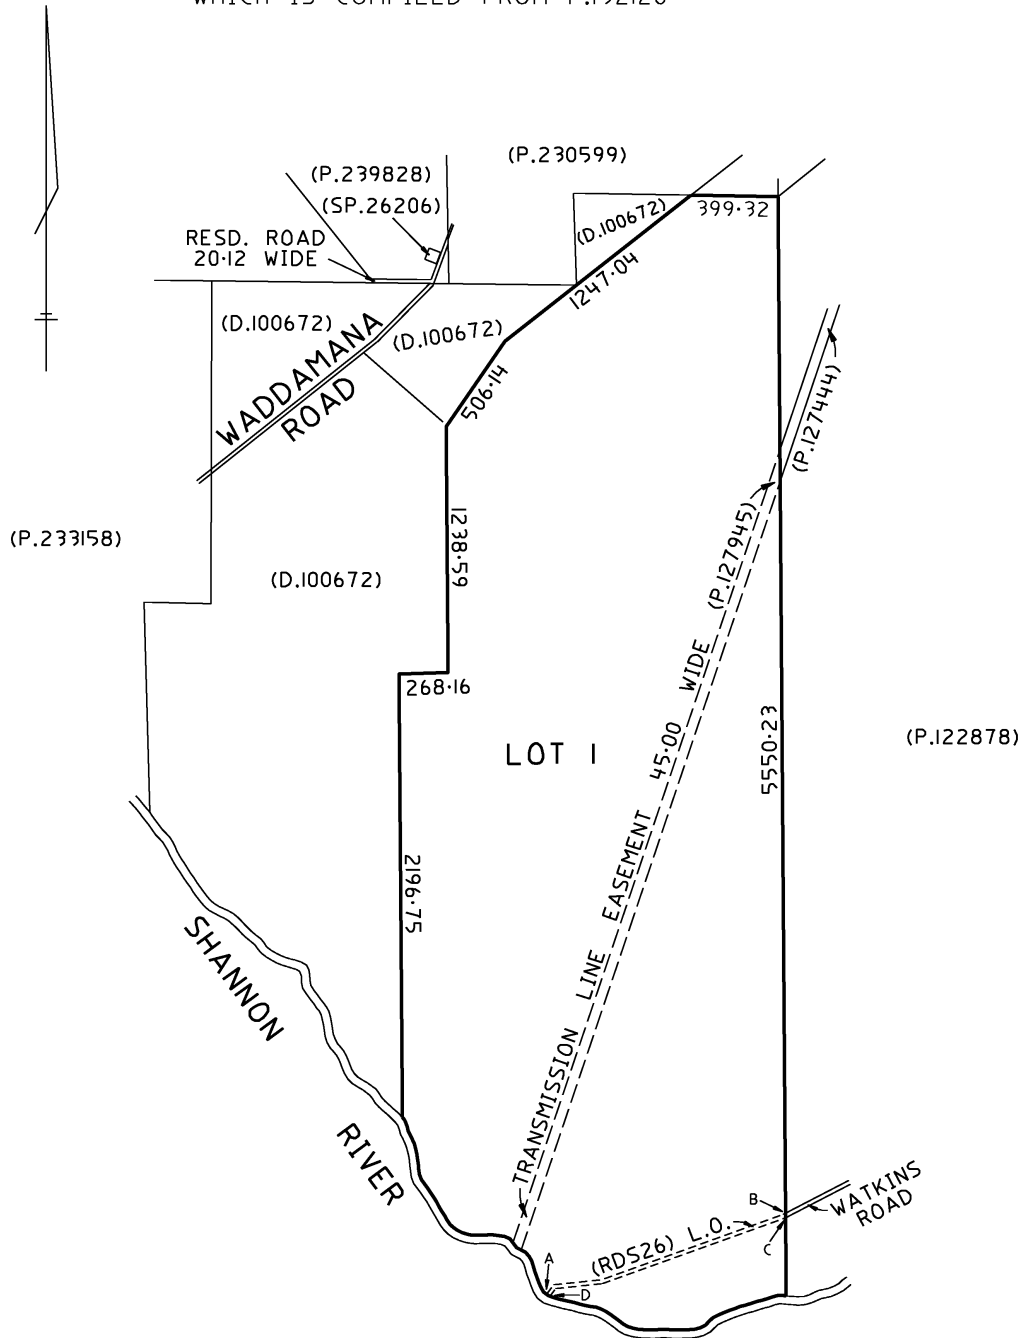 WHICH IS COMPILED FROM P.192126
(P.230599)
(P.239828)
(SP.26206)
(D.100672)
399·32
RESD. ROAD
20·12 WIDE
1247·04
(D.100672)
(D.100672)
WADDAMANA
ROAD
506·14
(P.127444)
(P.233158)
1238·59
(P.127945)
(D.100672)
268·16
LOT 1
5550·23
(P.122878)
TRANSMISSION LINE EASEMENT 45·00 WIDE
2196·75
SHANNON
RIVER
WATKINS
ROAD
B
C
(RDS26) L.O.
A
D